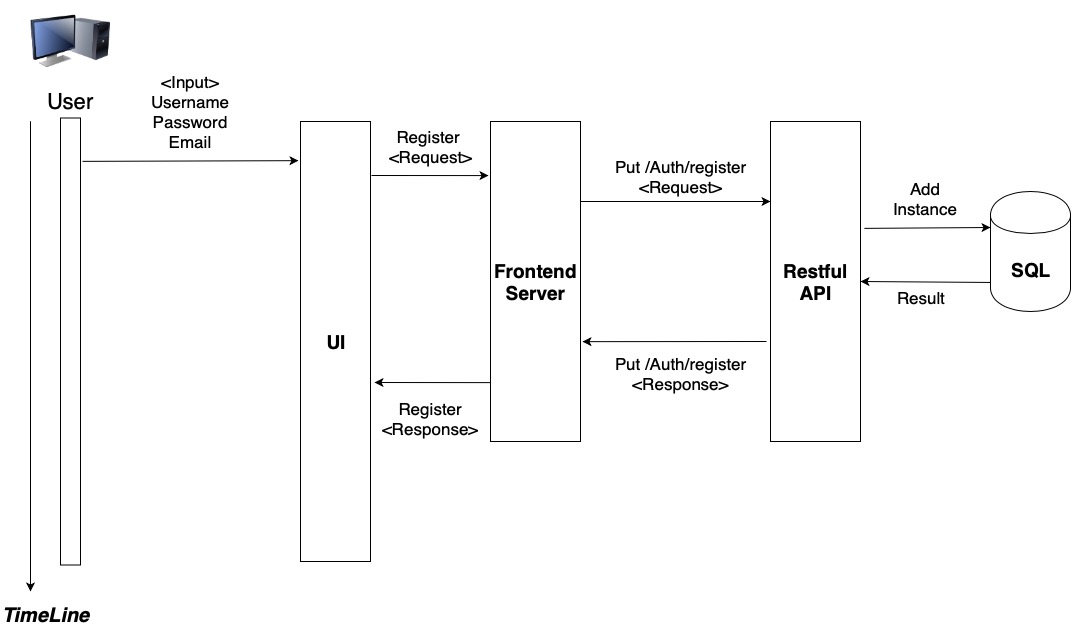 User
<Input>
Username
Password
Email
Register
<Request>
Put /Auth/register
<Request>
Add
Instance
Frontend
Server
Restful
API
SQL
Result
UI
Put /Auth/register
<Response>
Register
<Response>
TimeLine